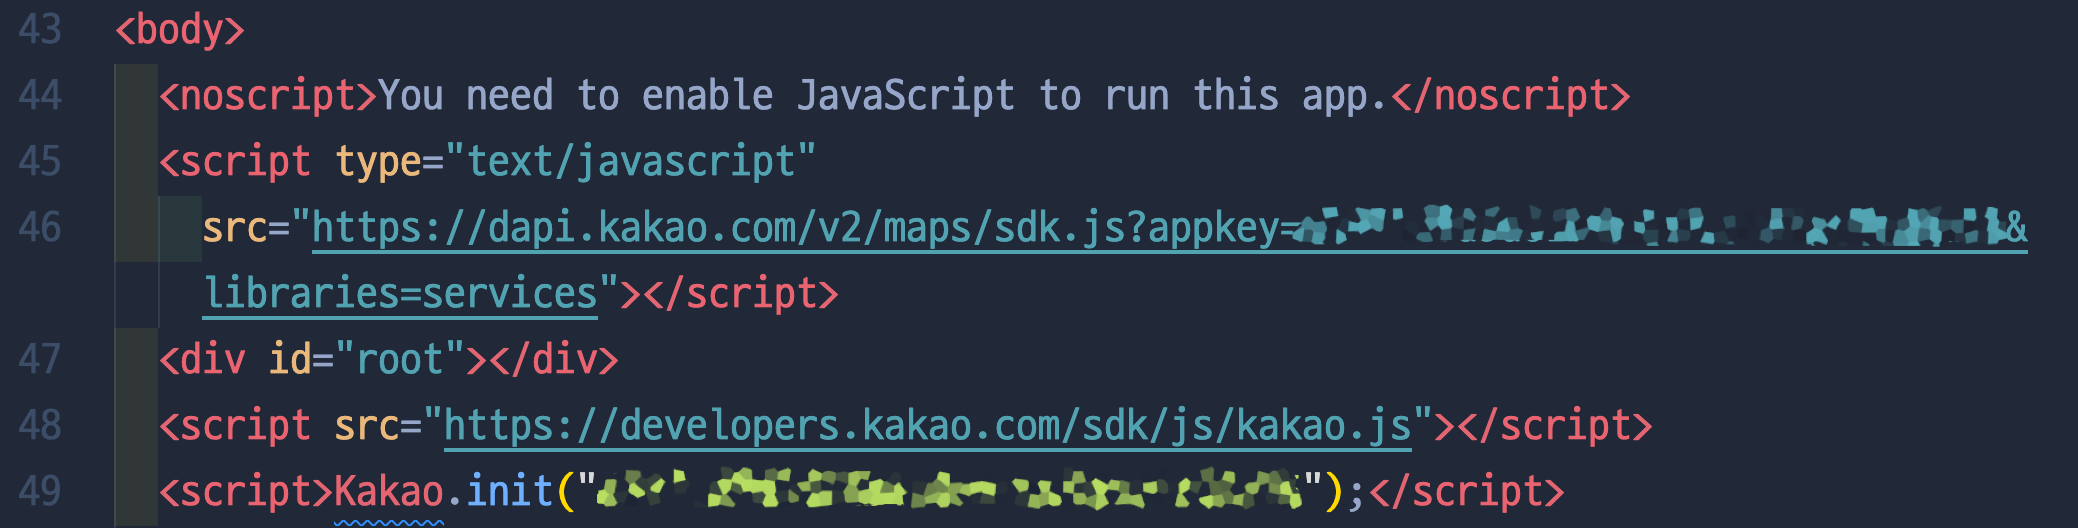 43 <body>
44 <noscript>You need to enable JavaScript to run this app.</noscript>
45 <script type="text/javascript"
46 src="https://dapi.kakao.com/v2/maps/sdk.js?appkey=&
libraries=services"></script>
47 <div id="root"></div>
48 <script src="https://developers.kakao.com/sdk/js/kakao.js"></script>
49 <script>Kakao.init("");</script>